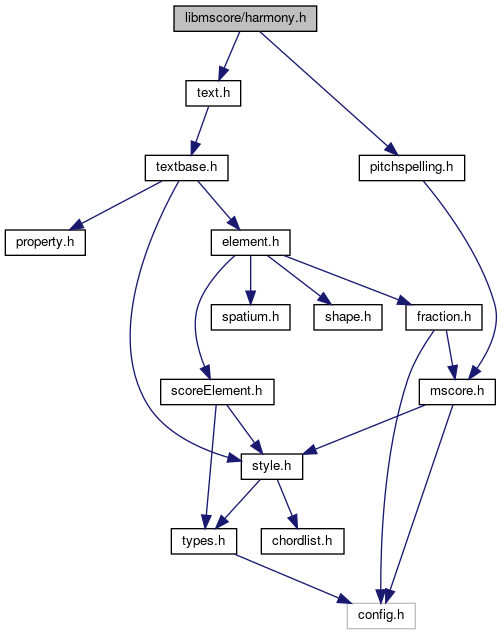 libmscore/harmony.h
text.h
textbase.h
pitchspelling.h
property.h
element.h
spatium.h
shape.h
fraction.h
scoreElement.h
mscore.h
style.h
types.h
chordlist.h
config.h